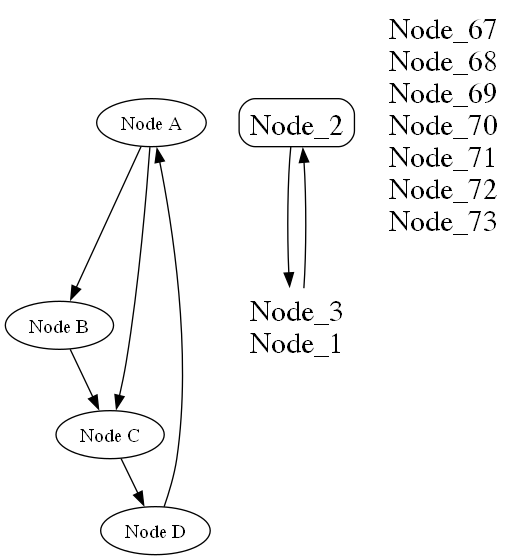 Node A
Node B
Node C
Node D
Node_2
Node_3
Node_1
Node_67
Node_68
Node_69
Node_70
Node_71
Node_72
Node_73